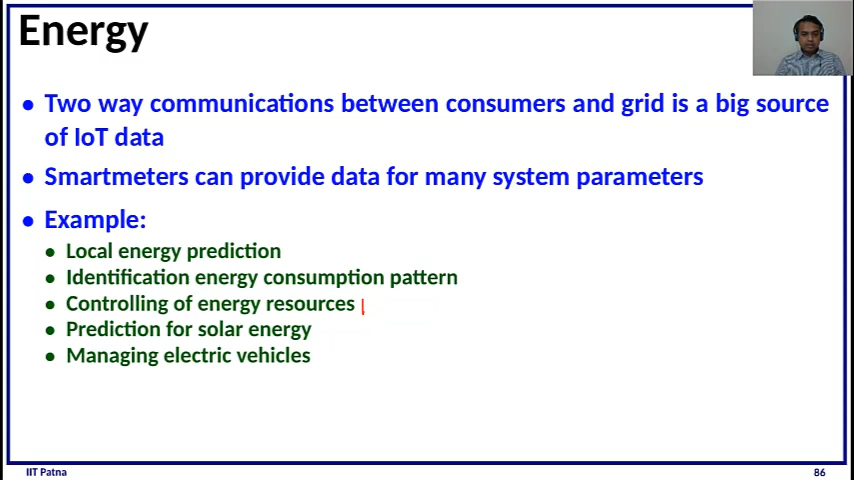 Energy
● Two way communications between consumers and grid is a big source
of IoT data
● Smartmeters can provide data for many system parameters
● Example:
● Local energy prediction
● Identification energy consumption pattern
● Controlling of energy resources
● Prediction for solar energy
● Managing electric vehicles
IIT Patna
86